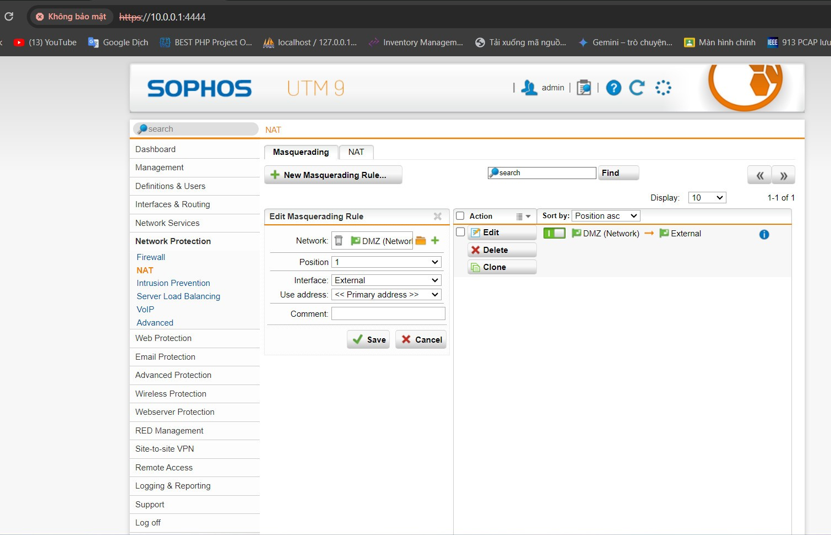 Không bảo mật
https://10.0.0.1:4444
(13) YouTube
Google Dịch
BEST PHP Project O...
localhost / 127.0.0.1...
Inventory Managem...
Tải xuống mã nguồ...
Gemini – trò chuyện...
Màn hình chính
913 PCAP lưu
SOPHOS
UTM 9
admin
search
NAT
Dashboard
Management
Definitions & Users
Interfaces & Routing
Network Services
Network Protection
Firewall
NAT
Intrusion Prevention
Server Load Balancing
VoIP
Advanced
Web Protection
Email Protection
Advanced Protection
Wireless Protection
Webserver Protection
RED Management
Site-to-site VPN
Remote Access
Logging & Reporting
Support
Log off
Masquerading
NAT
New Masquerading Rule...
search
Find
Display: 10
1-1 of 1
Edit Masquerading Rule
Network: DMZ (Networ
Position 1
Interface: External
Use address: << Primary address >>
Comment:
Save
Cancel
Action
Sort by: Position asc
Edit
Delete
Clone
DMZ (Network)
External